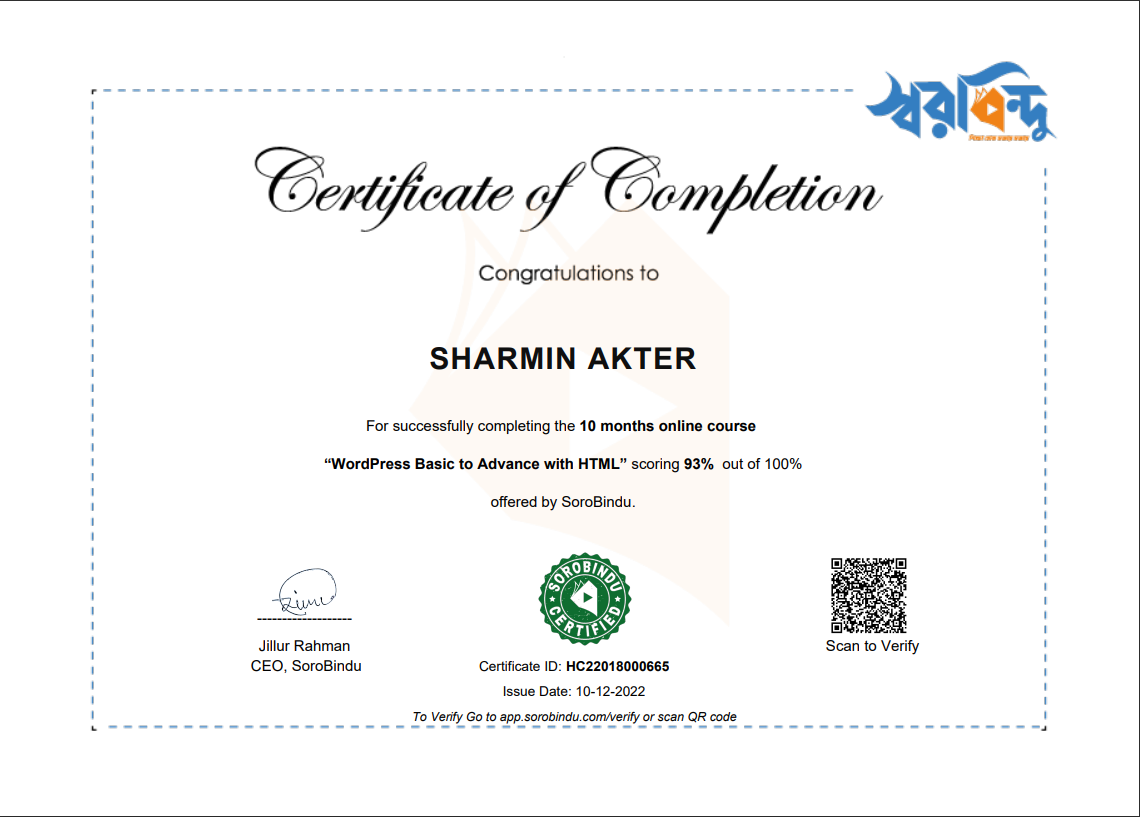 স্বরবিন্দু
Certificate of Completion
Congratulations to
SHARMIN AKTER
For successfully completing the 10 months online course
“WordPress Basic to Advance with HTML” scoring 93% out of 100%
offered by SoroBindu.
SOROBINDU
CERTIFIED
Jillur Rahman
CEO, SoroBindu
Scan to Verify
Certificate ID: HC22018000665
Issue Date: 10-12-2022
To Verify Go to app.sorobindu.com/verify or scan QR code